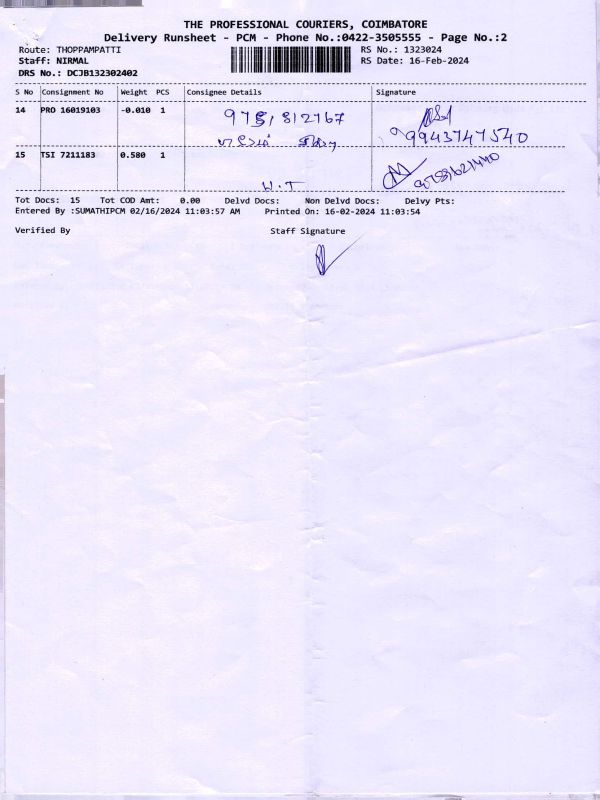 THE PROFESSIONAL COURIERS, COIMBATORE
Delivery Runsheet - PCM - Phone No.:0422-3505555 - Page No.:2
Route: THOPPAMPATTI RS No.: 1323024
Staff: NIRMAL RS Date: 16-Feb-2024
DRS No.: DCJB132302402
S No Consignment No Weight PCS Consignee Details Signature
14 PRO 16019103 -0.010 1
9943747540
15 TSI 7211183 0.580 1
W.T
Tot Docs: 15 Tot COD Amt: 0.00 Delvd Docs: Non Delvd Docs: Delvy Pts:
Entered By :SUMATHIPCM 02/16/2024 11:03:57 AM Printed On: 16-02-2024 11:03:54
Verified By Staff Signature